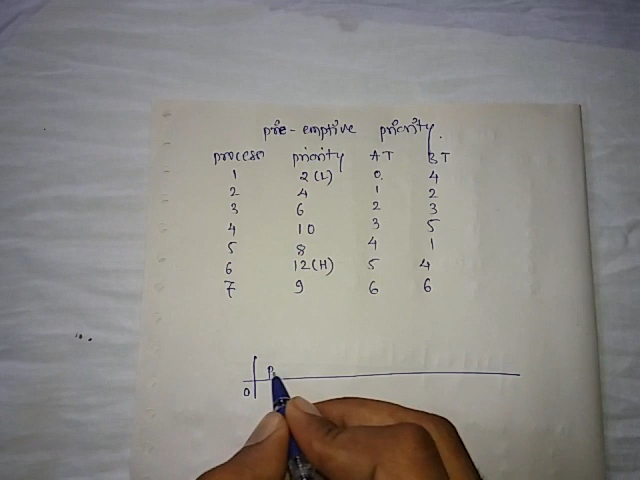 pre-emptive priority.
process priority AT BT
1 2(L) 0 4
2 4 1 2
3 6 2 3
4 10 3 5
5 8 4 1
6 12(H) 5 4
7 9 6 6
0